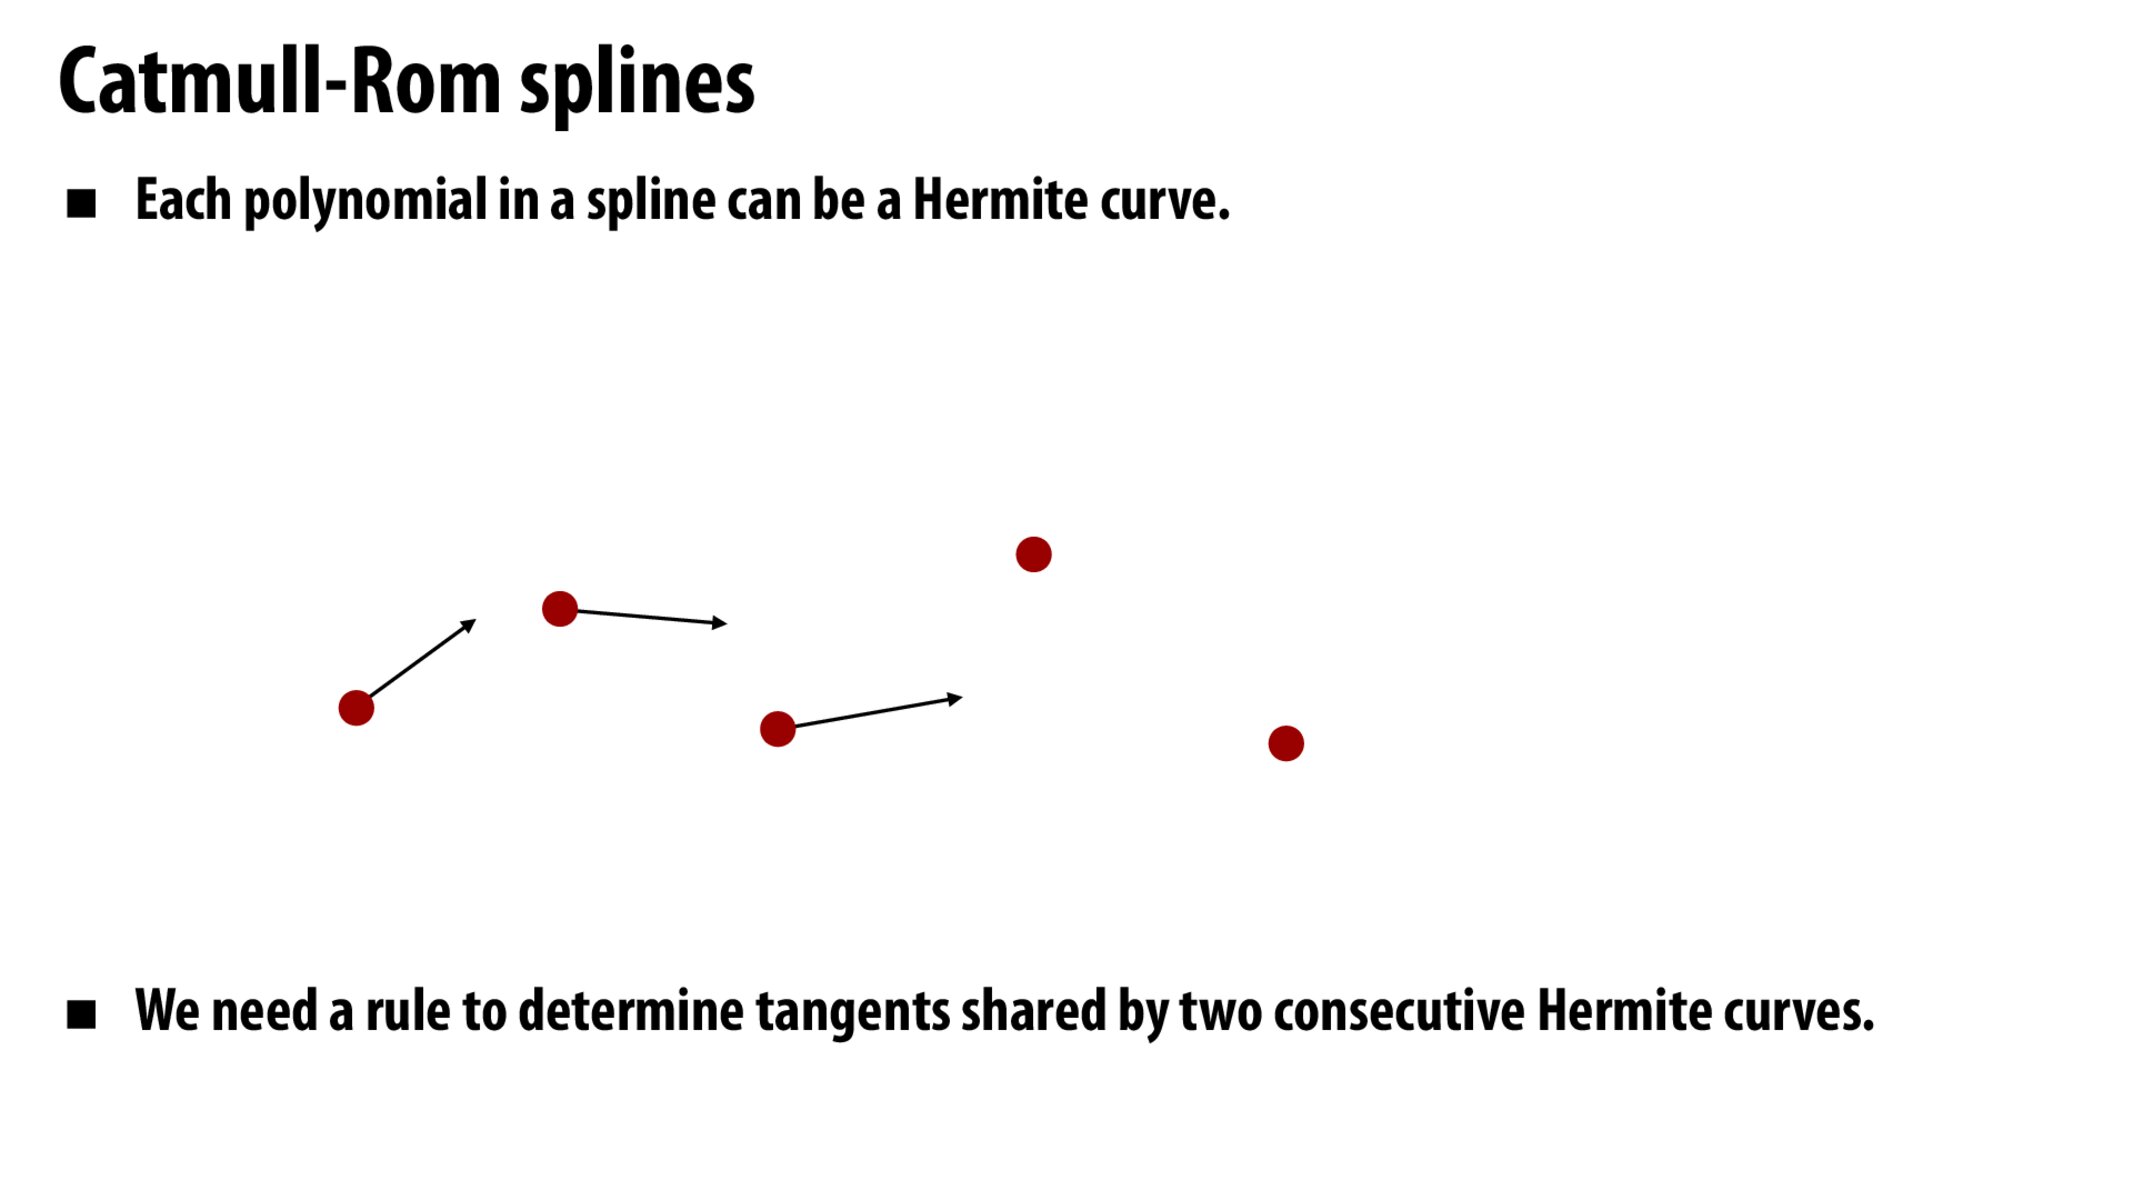 Catmull-Rom splines
■ Each polynomial in a spline can be a Hermite curve.
■ We need a rule to determine tangents shared by two consecutive Hermite curves.